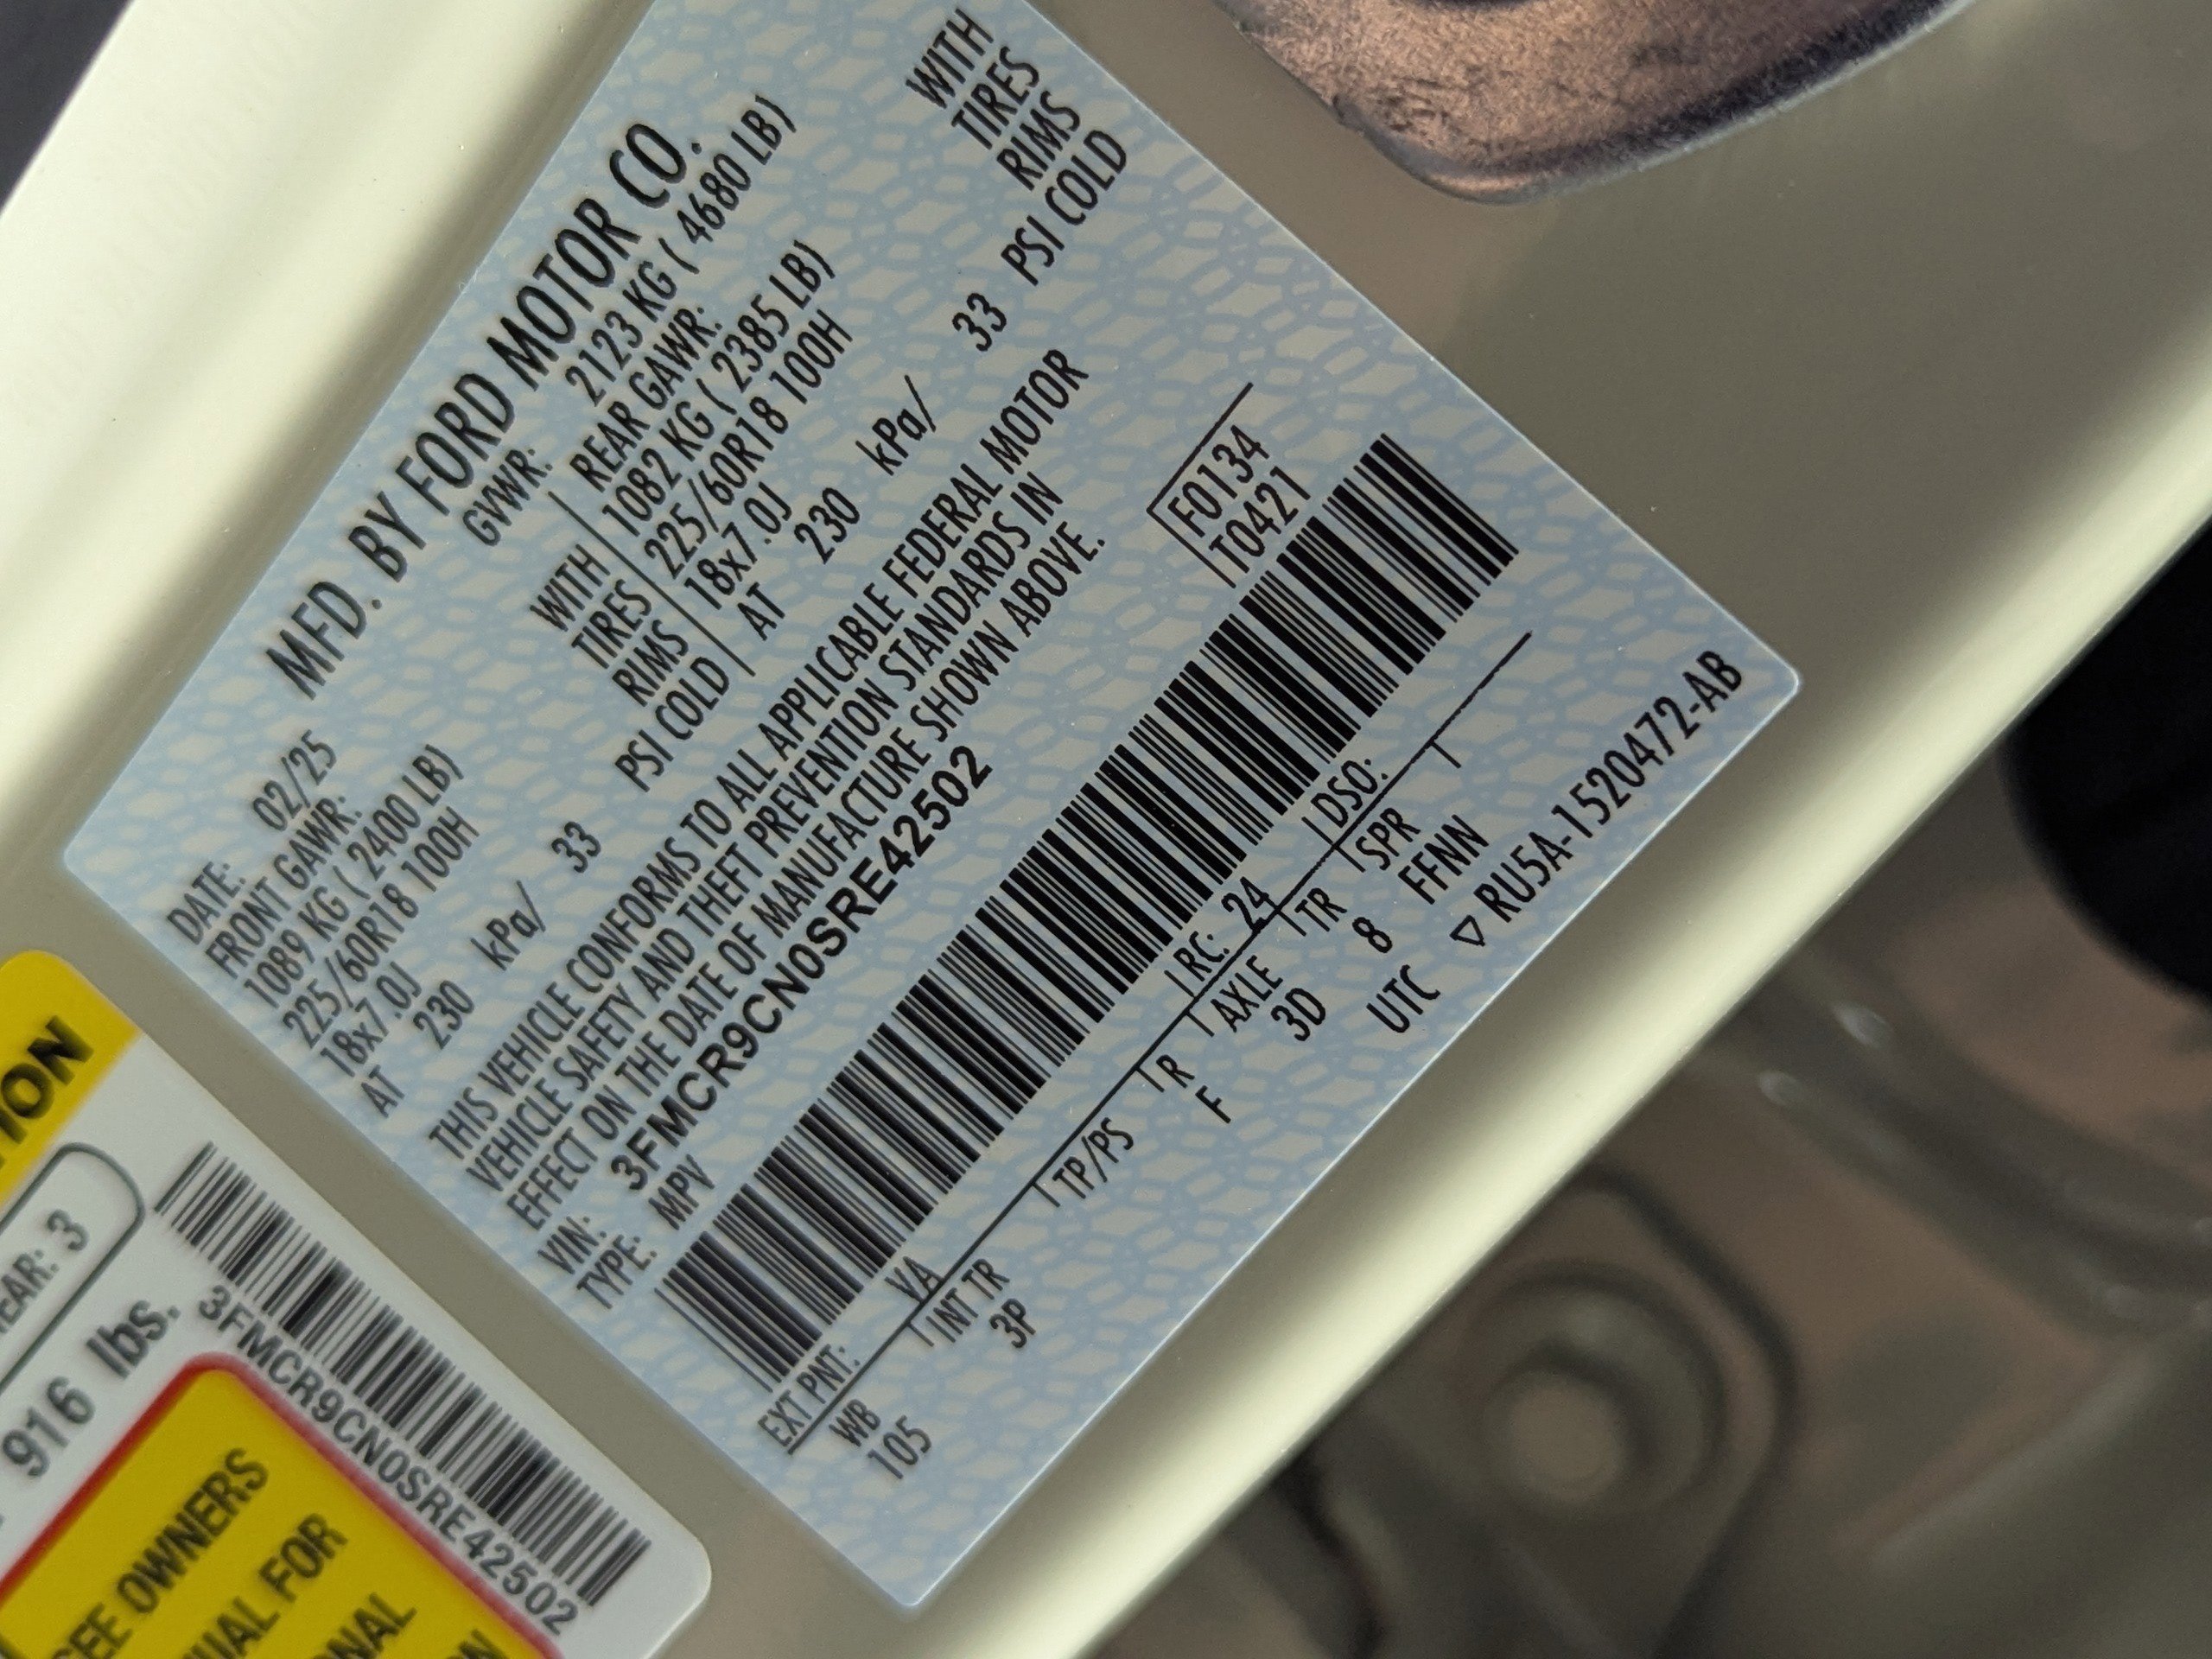 MFD. BY FORD MOTOR CO.
DATE: 02/25 GVWR: 2123 KG ( 4680 LB)
FRONT GAWR: REAR GAWR: WITH
1089 KG ( 2400 LB) WITH 1082 KG ( 2385 LB) TIRES
225/60R18 100H TIRES 225/60R18 100H RIMS
18x7.0J RIMS 18x7.0J PSI COLD
AT 230 kPa/ 33 PSI COLD AT 230 kPa/ 33
THIS VEHICLE CONFORMS TO ALL APPLICABLE FEDERAL MOTOR
VEHICLE SAFETY AND THEFT PREVENTION STANDARDS IN
EFFECT ON THE DATE OF MANUFACTURE SHOWN ABOVE.
VIN: 3FMCR9CN0SRE42502
TYPE: MPV
F0134
T0421
EXT PNT: YA RC: 24 DSO:
WB INT TR TP/PS R AXLE TR SPR T
105 3P F 3D 8 FFNN
UTC ▽ RU5A-1520472-AB
REAR: 3
916 lbs.
3FMCR9CN0SRE42502
SEE OWNERS
FOR